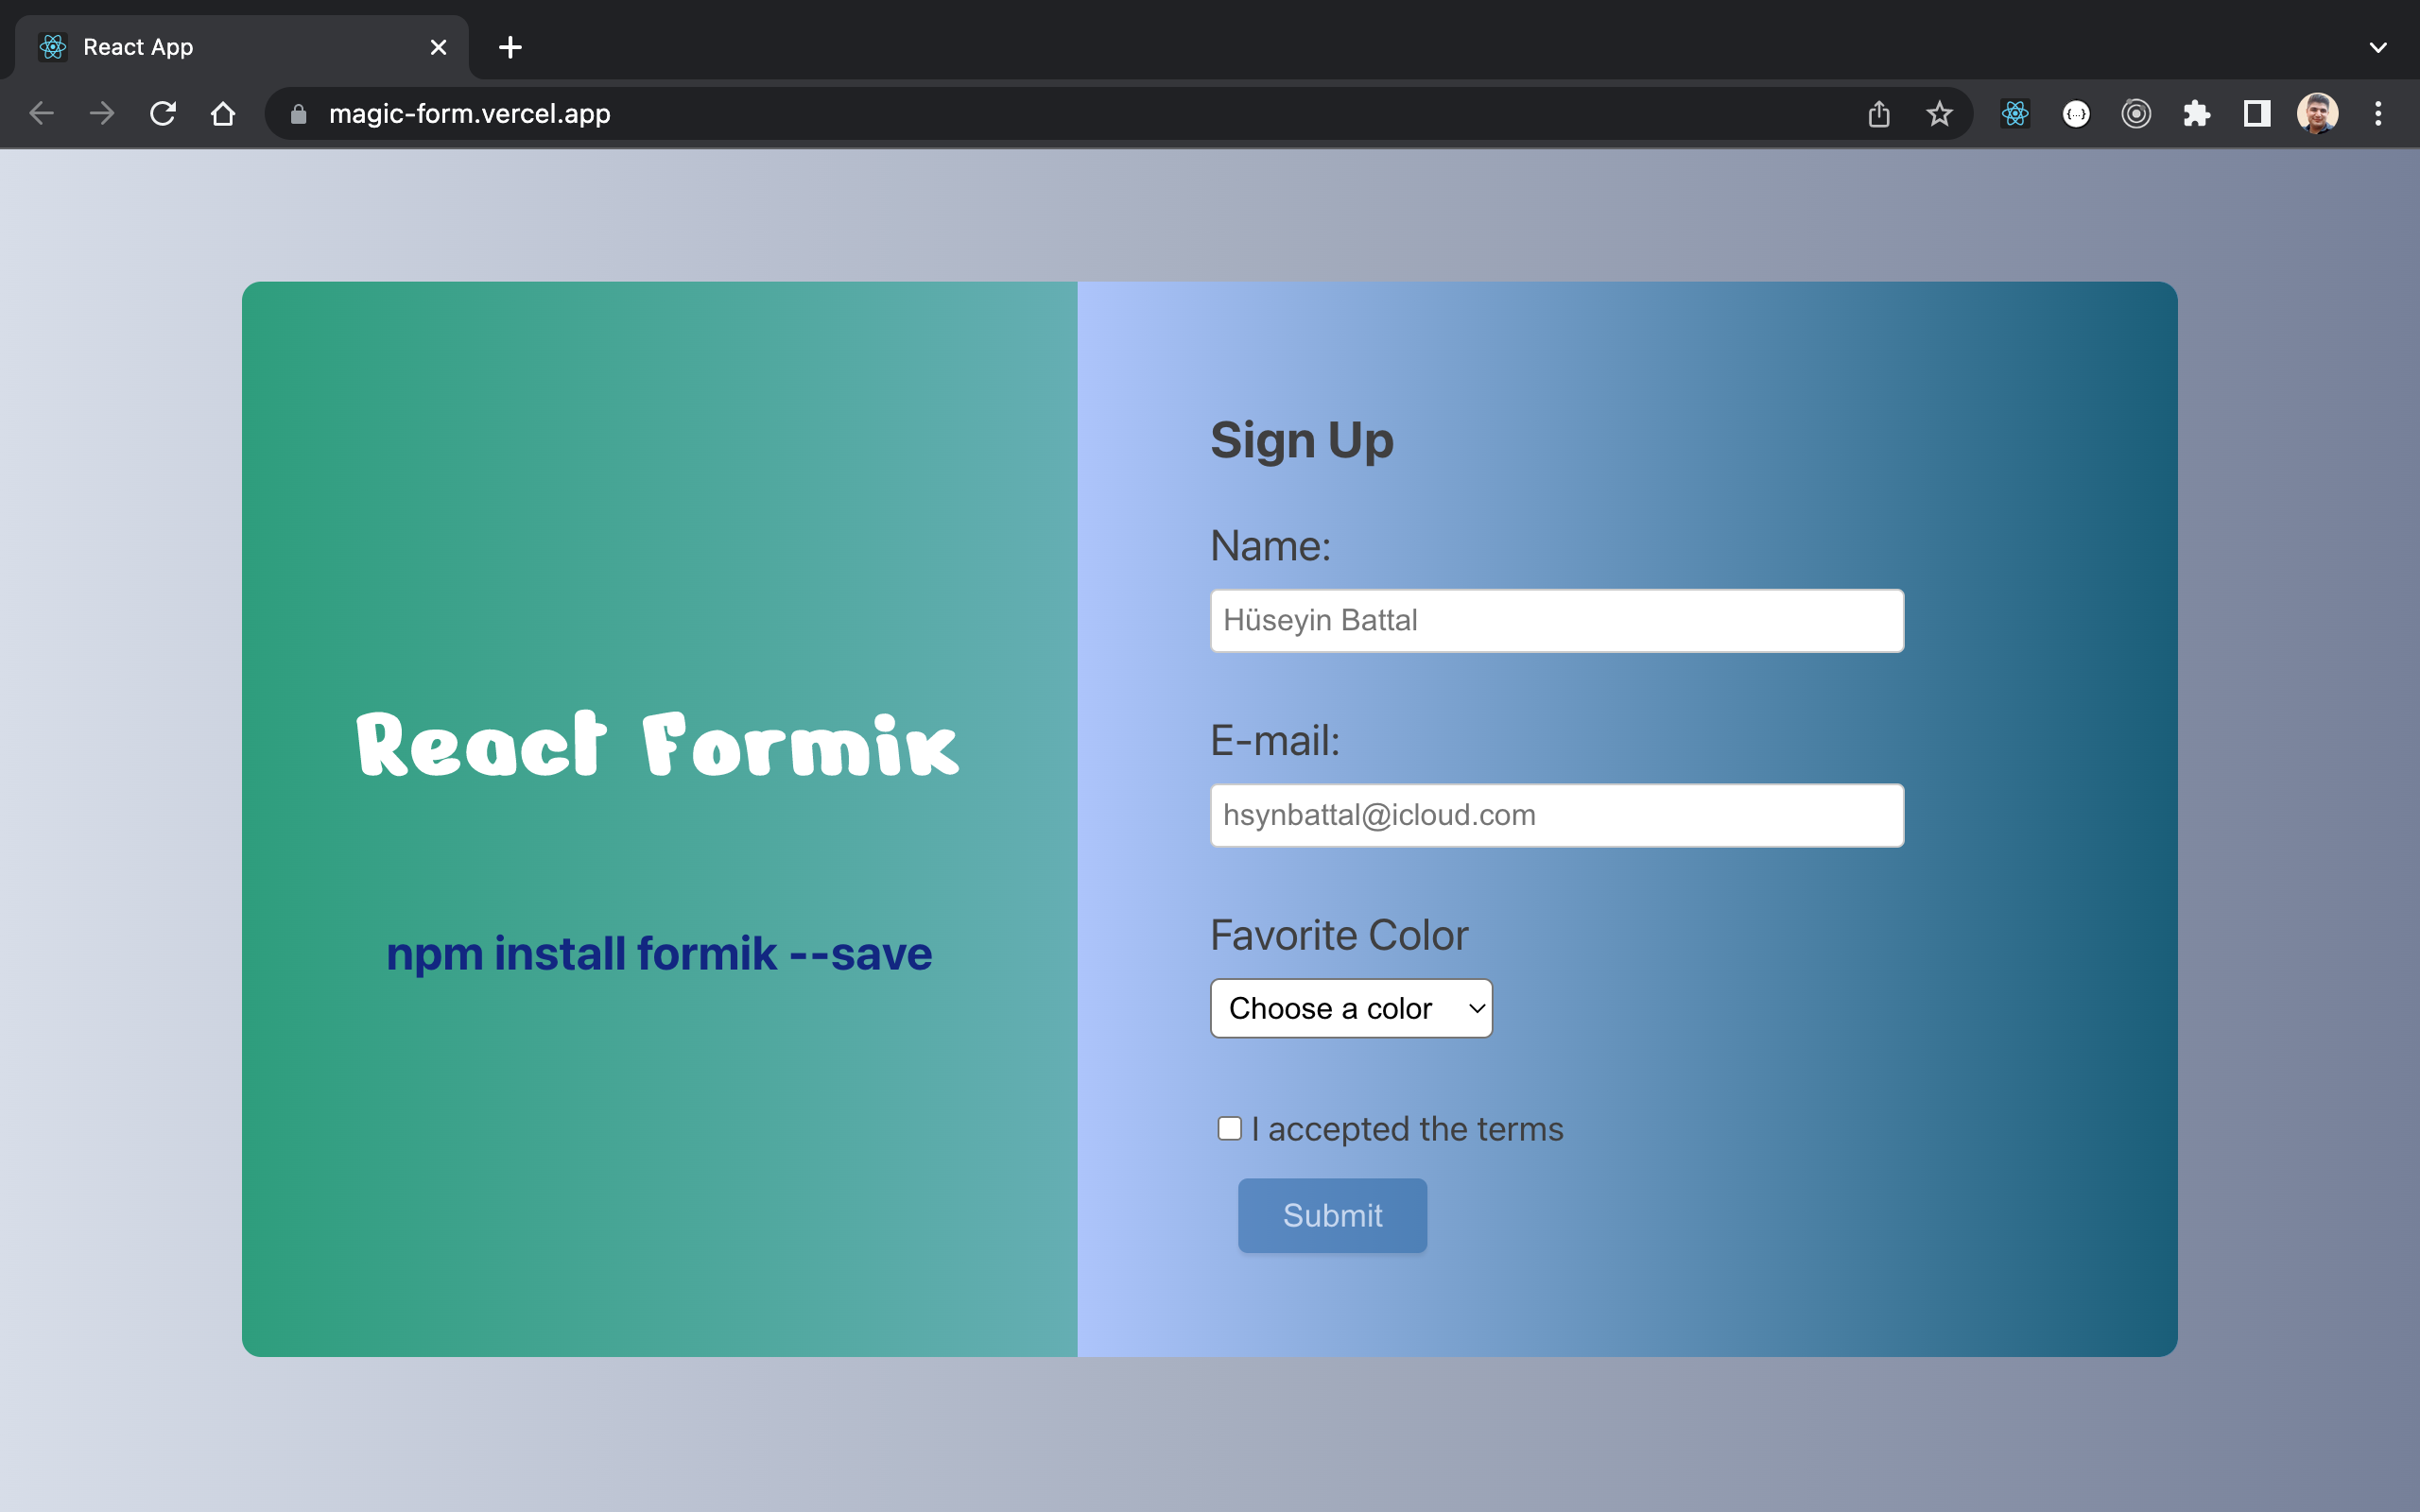 React App
magic-form.vercel.app
{...}
React Formik
npm install formik --save
Sign Up
Name:
Hüseyin Battal
E-mail:
hsynbattal@icloud.com
Favorite Color
Choose a color
I accepted the terms
Submit